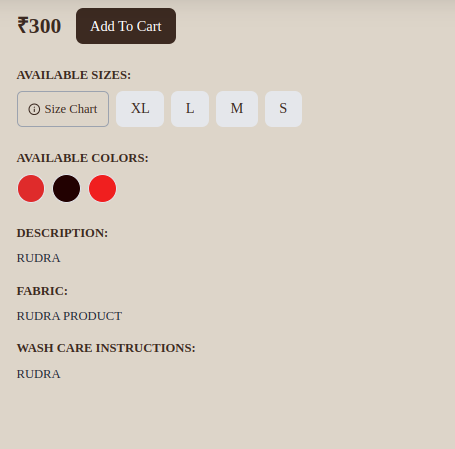 ₹300 Add To Cart
AVAILABLE SIZES:
Size Chart XL L M S
AVAILABLE COLORS:
DESCRIPTION:
RUDRA
FABRIC:
RUDRA PRODUCT
WASH CARE INSTRUCTIONS:
RUDRA